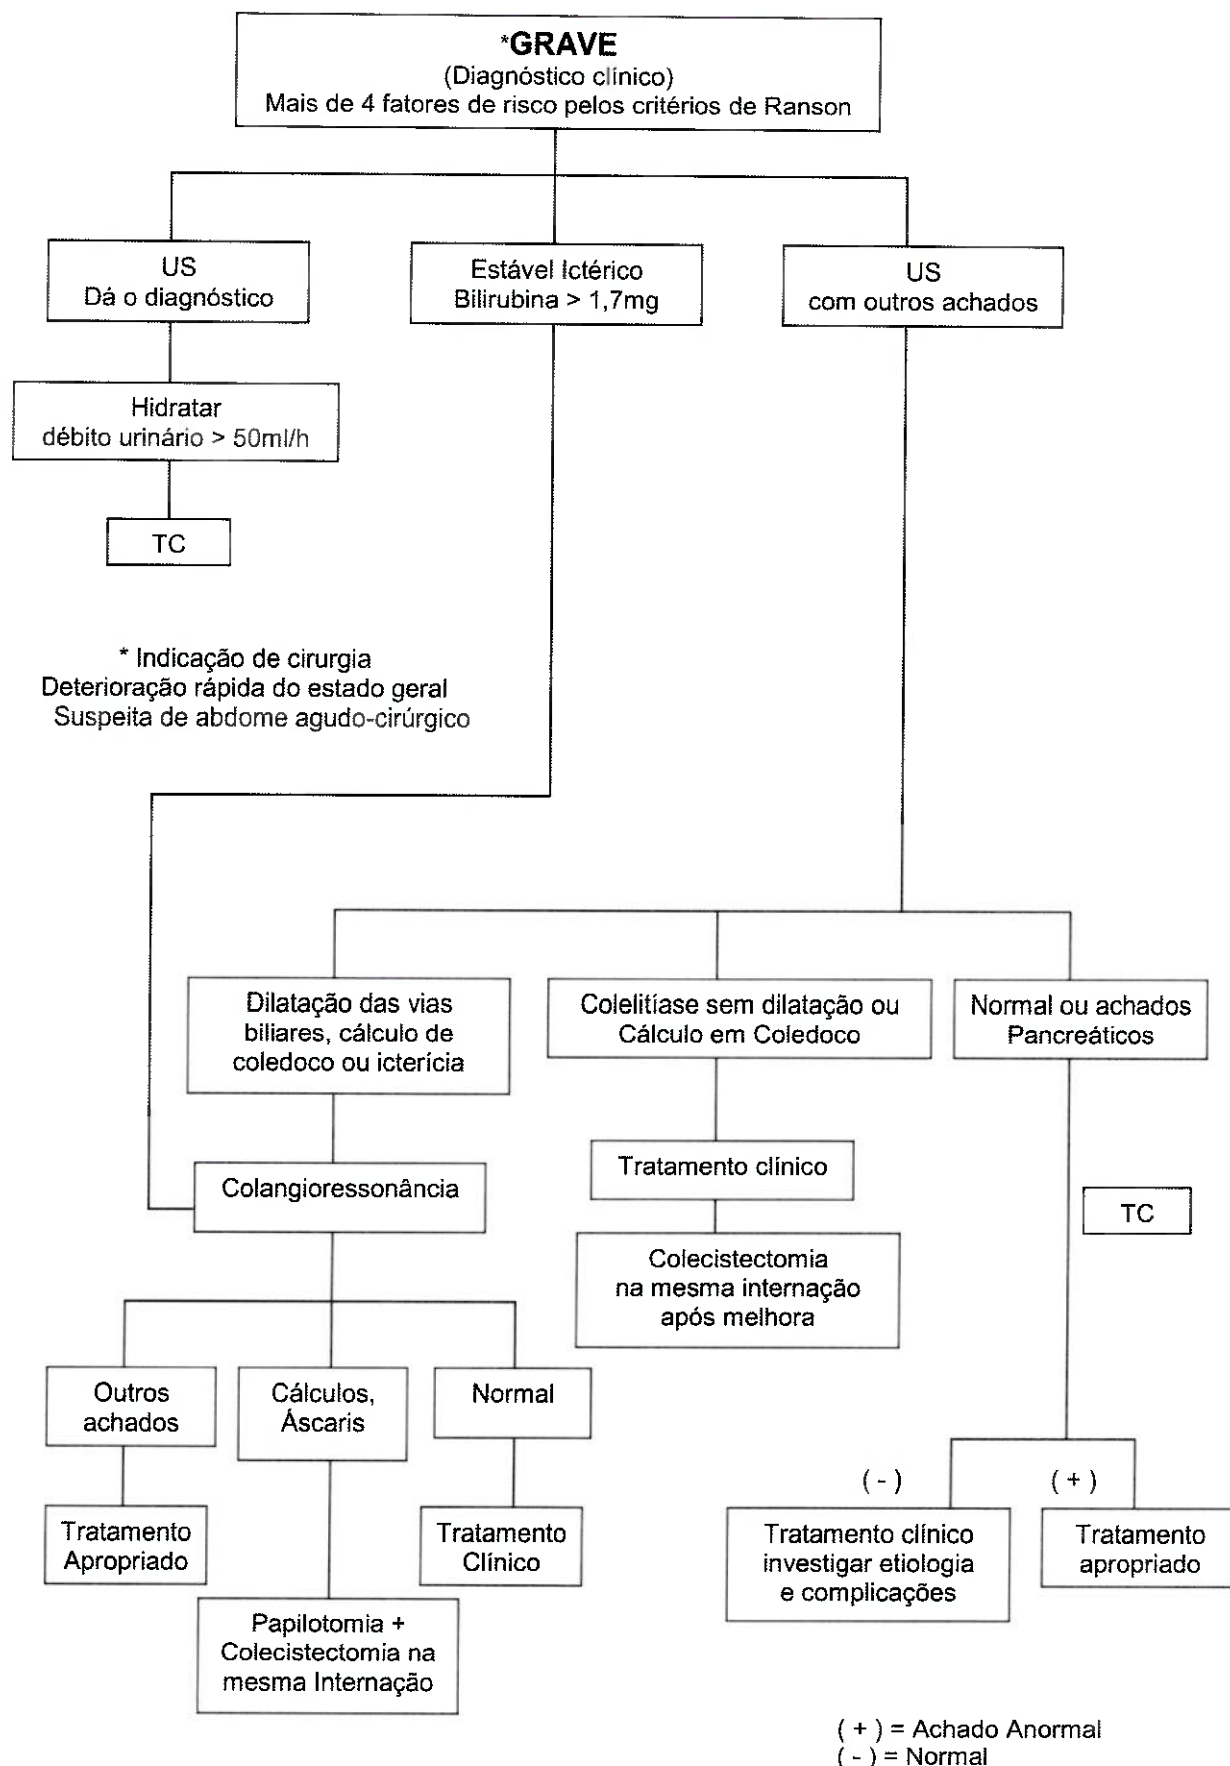 *GRAVE
(Diagnóstico clínico)
Mais de 4 fatores de risco pelos critérios de Ranson
US
Dá o diagnóstico
Estável Ictérico
Bilirubina > 1,7mg
US
com outros achados
Hidratar
débito urinário > 50ml/h
TC
* Indicação de cirurgia
Deterioração rápida do estado geral
Suspeita de abdome agudo-cirúrgico
Dilatação das vias
biliares, cálculo de
coledoco ou icterícia
Colelitíase sem dilatação ou
Cálculo em Coledoco
Normal ou achados
Pancreáticos
Colangioressonância
Tratamento clínico
TC
Colecistectomia
na mesma internação
após melhora
Outros
achados
Cálculos,
Áscaris
Normal
( - )
( + )
Tratamento
Apropriado
Tratamento
Clínico
Tratamento clínico
investigar etiologia
e complicações
Tratamento
apropriado
Papilotomia +
Colecistectomia na
mesma Internação
( + ) = Achado Anormal
( - ) = Normal